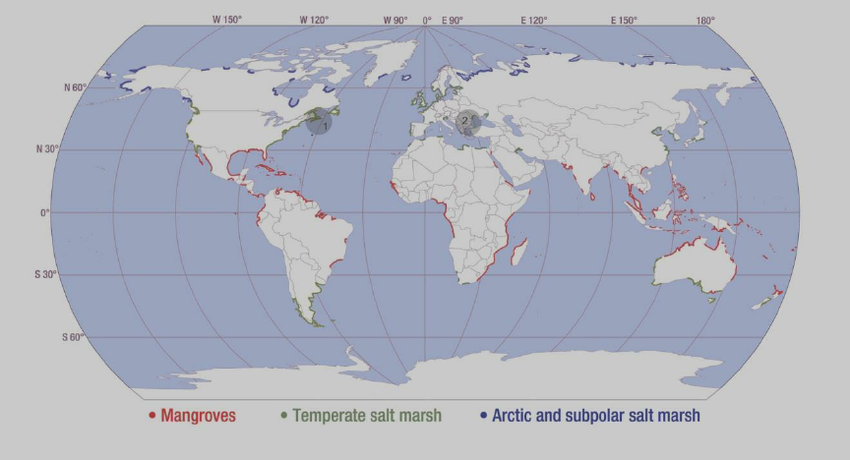 W 150° W 120° W 90° 0° E 90° E 120° E 150° 180°
N 60°
1
2
N 30°
0°
S 30°
S 60°
• Mangroves • Temperate salt marsh • Arctic and subpolar salt marsh